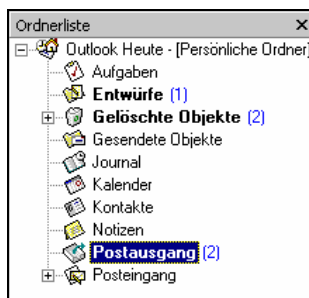 Ordnerliste
Outlook Heute - [Persönliche Ordner]
Aufgaben
Entwürfe (1)
Gelöschte Objekte (2)
Gesendete Objekte
Journal
Kalender
Kontakte
Notizen
Postausgang (2)
Posteingang